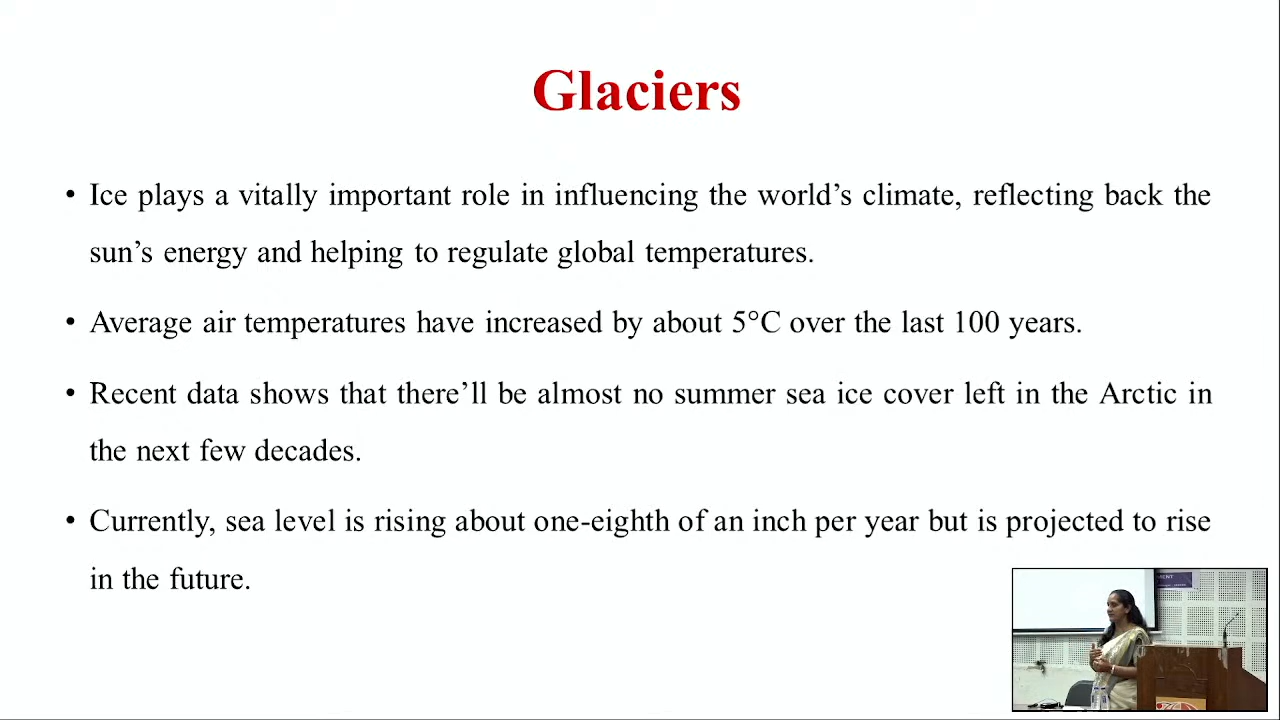 Glaciers
• Ice plays a vitally important role in influencing the world’s climate, reflecting back the
sun’s energy and helping to regulate global temperatures.
• Average air temperatures have increased by about 5°C over the last 100 years.
• Recent data shows that there’ll be almost no summer sea ice cover left in the Arctic in
the next few decades.
• Currently, sea level is rising about one-eighth of an inch per year but is projected to rise
in the future.